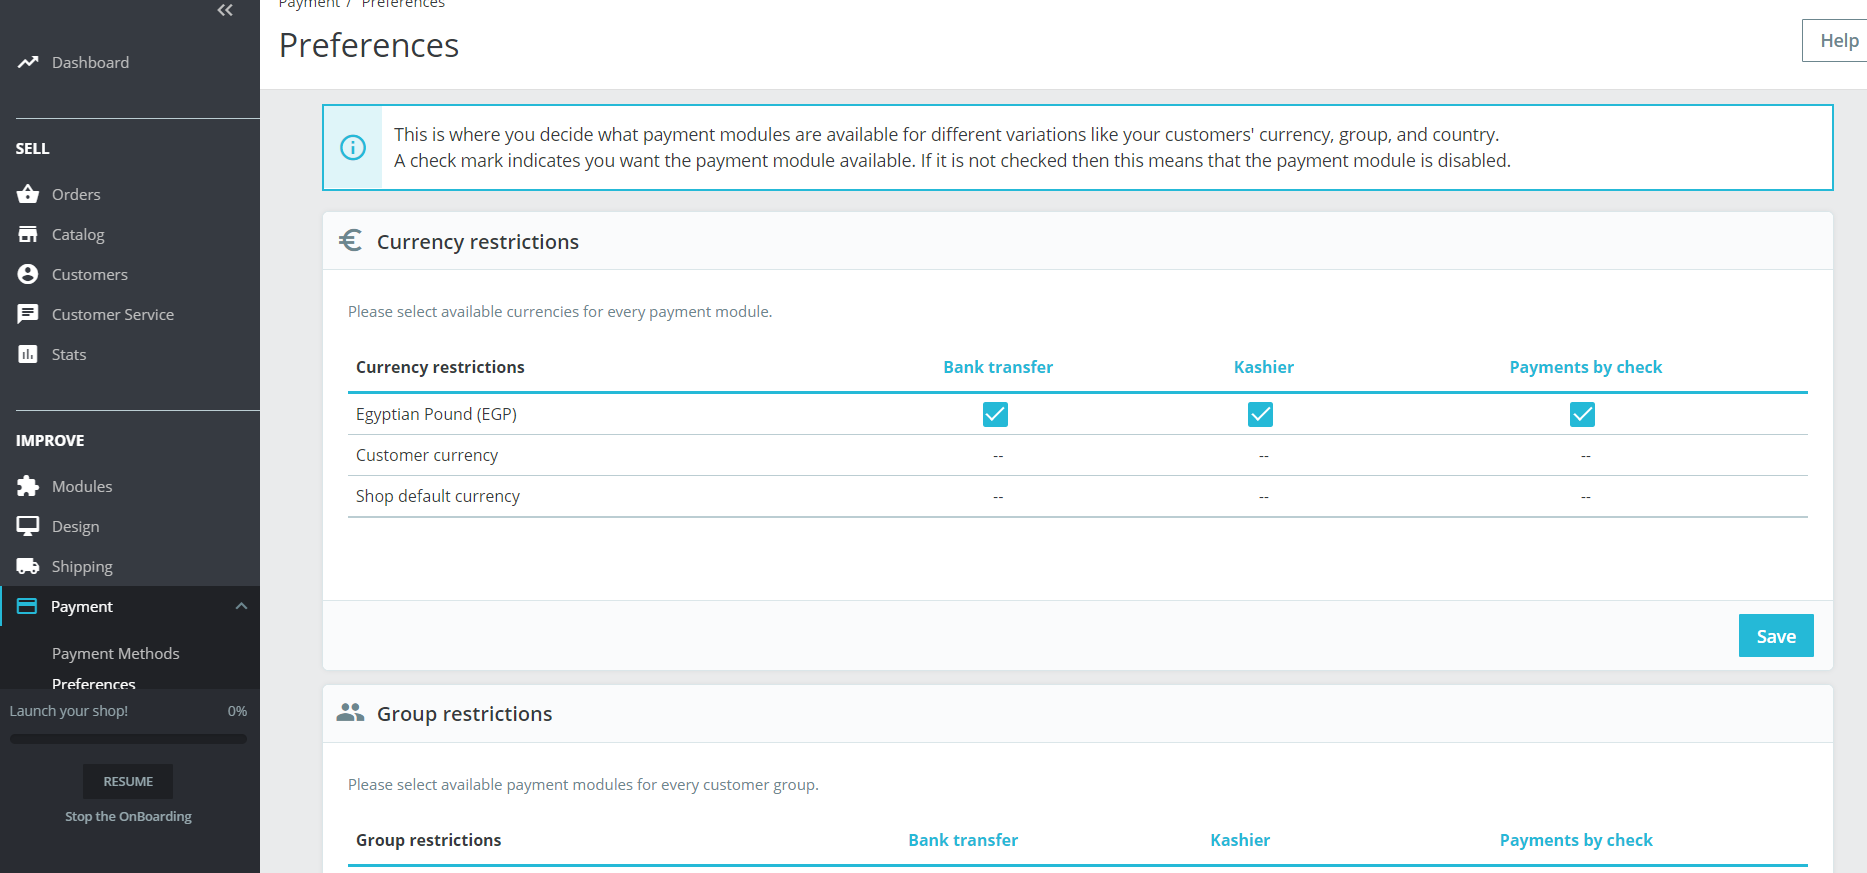 Payment / Preferences
Preferences
Help
Dashboard
SELL
Orders
Catalog
Customers
Customer Service
Stats
IMPROVE
Modules
Design
Shipping
Payment
Payment Methods
Preferences
Launch your shop! 0%
RESUME
Stop the OnBoarding
This is where you decide what payment modules are available for different variations like your customers' currency, group, and country.
A check mark indicates you want the payment module available. If it is not checked then this means that the payment module is disabled.
Currency restrictions
Please select available currencies for every payment module.
Currency restrictions Bank transfer Kashier Payments by check
Egyptian Pound (EGP)
Customer currency -- -- --
Shop default currency -- -- --
Save
Group restrictions
Please select available payment modules for every customer group.
Group restrictions Bank transfer Kashier Payments by check